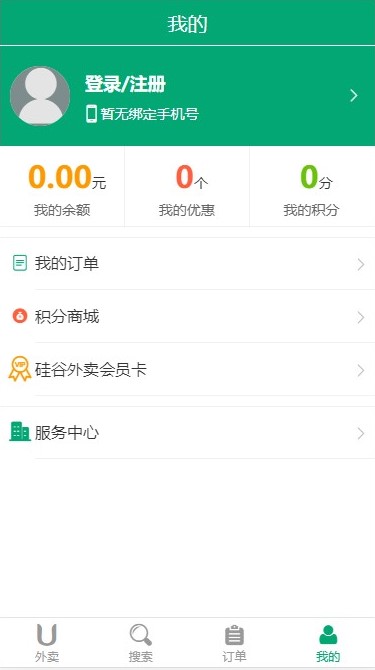 我的
登录/注册
暂无绑定手机号
0.00元
0个
0分
我的余额
我的优惠
我的积分
我的订单
积分商城
VIP
硅谷外卖会员卡
服务中心
外卖
搜索
订单
我的